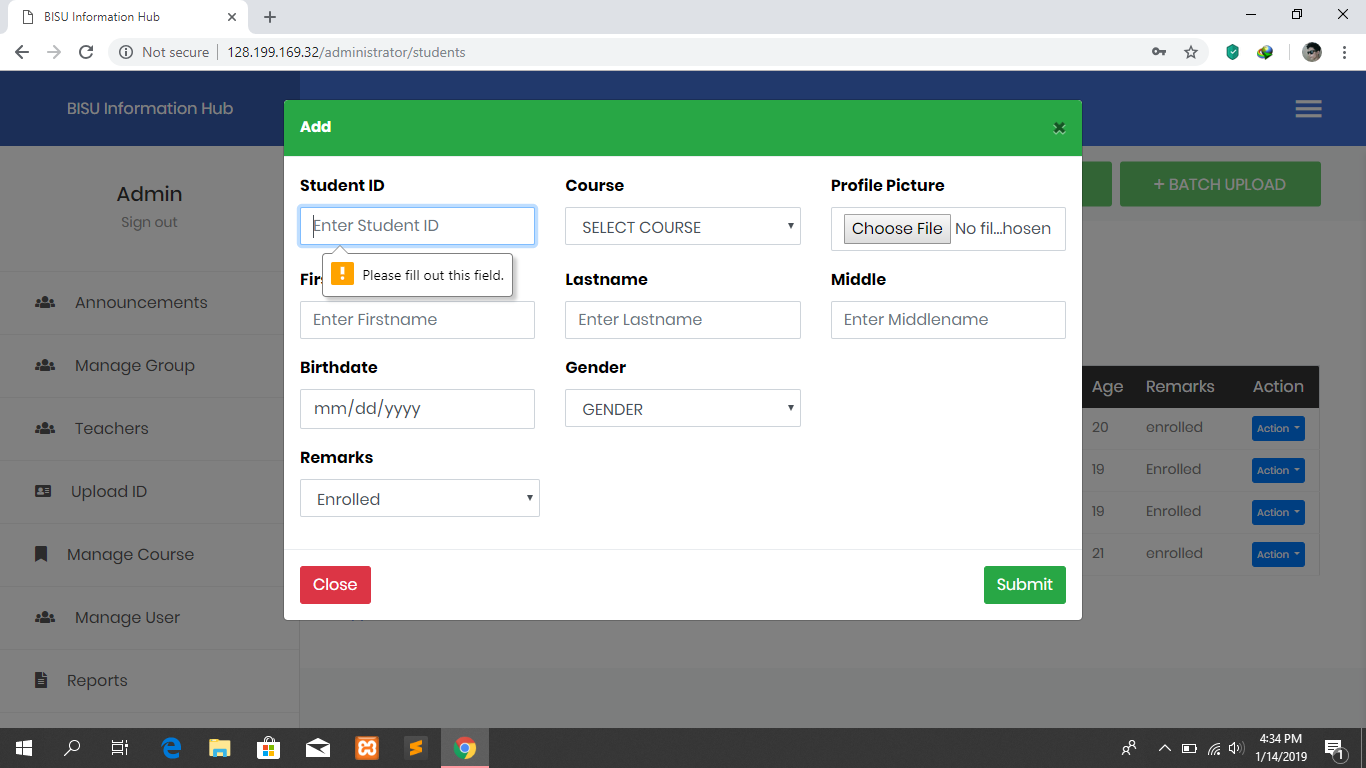 BISU Information Hub
Not secure
128.199.169.32/administrator/students
BISU Information Hub
Add
Admin
Sign out
+ BATCH UPLOAD
Announcements
Manage Group
Teachers
Upload ID
Manage Course
Manage User
Reports
Student ID
Course
Profile Picture
Enter Student ID
SELECT COURSE
Choose File No fil...hosen
Please fill out this field.
Lastname
Middle
Enter Firstname
Enter Lastname
Enter Middlename
Birthdate
Gender
mm/dd/yyyy
GENDER
Remarks
Enrolled
Close
Submit
Age Remarks Action
20 enrolled Action
19 Enrolled Action
19 Enrolled Action
21 enrolled Action
4:34 PM
1/14/2019
1